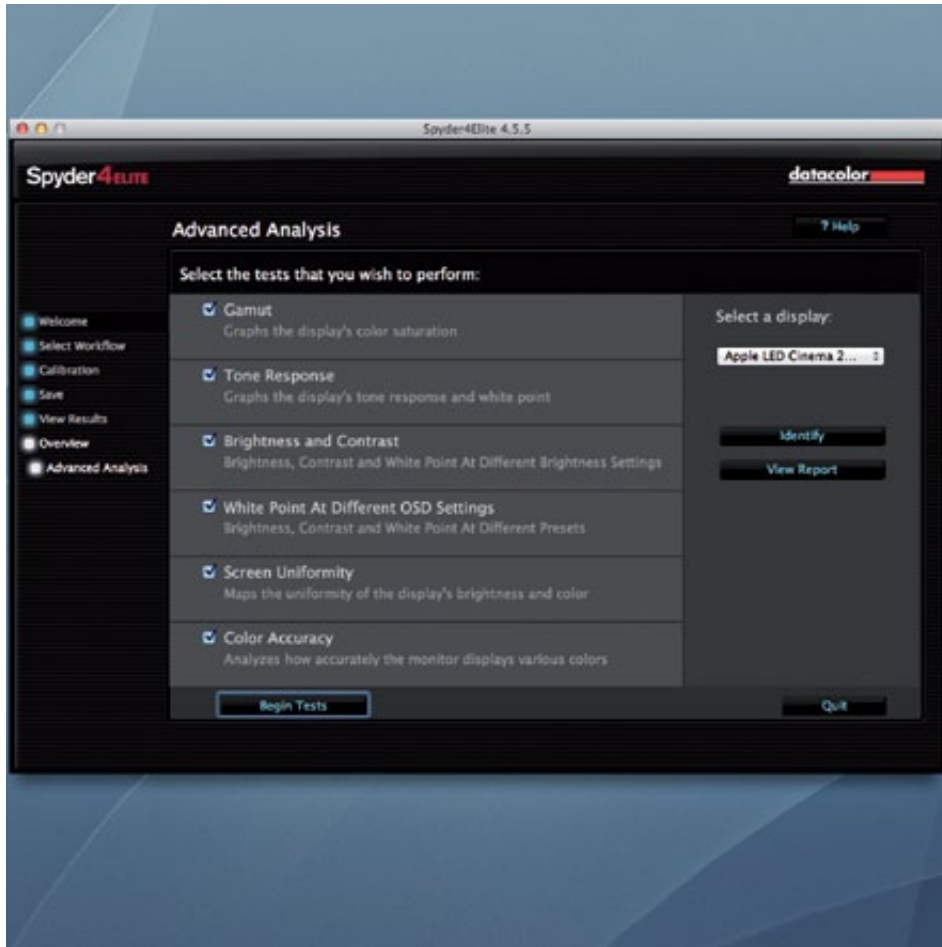 Spyder4Elite 4.5.5
Spyder4ELITE
datacolor
Advanced Analysis
? Help
Select the tests that you wish to perform:
Welcome
Select Workflow
Calibration
Save
View Results
Overview
Advanced Analysis
Gamut
Graphs the display's color saturation
Tone Response
Graphs the display's tone response and white point
Brightness and Contrast
Brightness, Contrast and White Point At Different Brightness Settings
White Point At Different OSD Settings
Brightness, Contrast and White Point At Different Presets
Screen Uniformity
Maps the uniformity of the display's brightness and color
Color Accuracy
Analyzes how accurately the monitor displays various colors
Select a display:
Apple LED Cinema 2...
Identify
View Report
Begin Tests
Quit